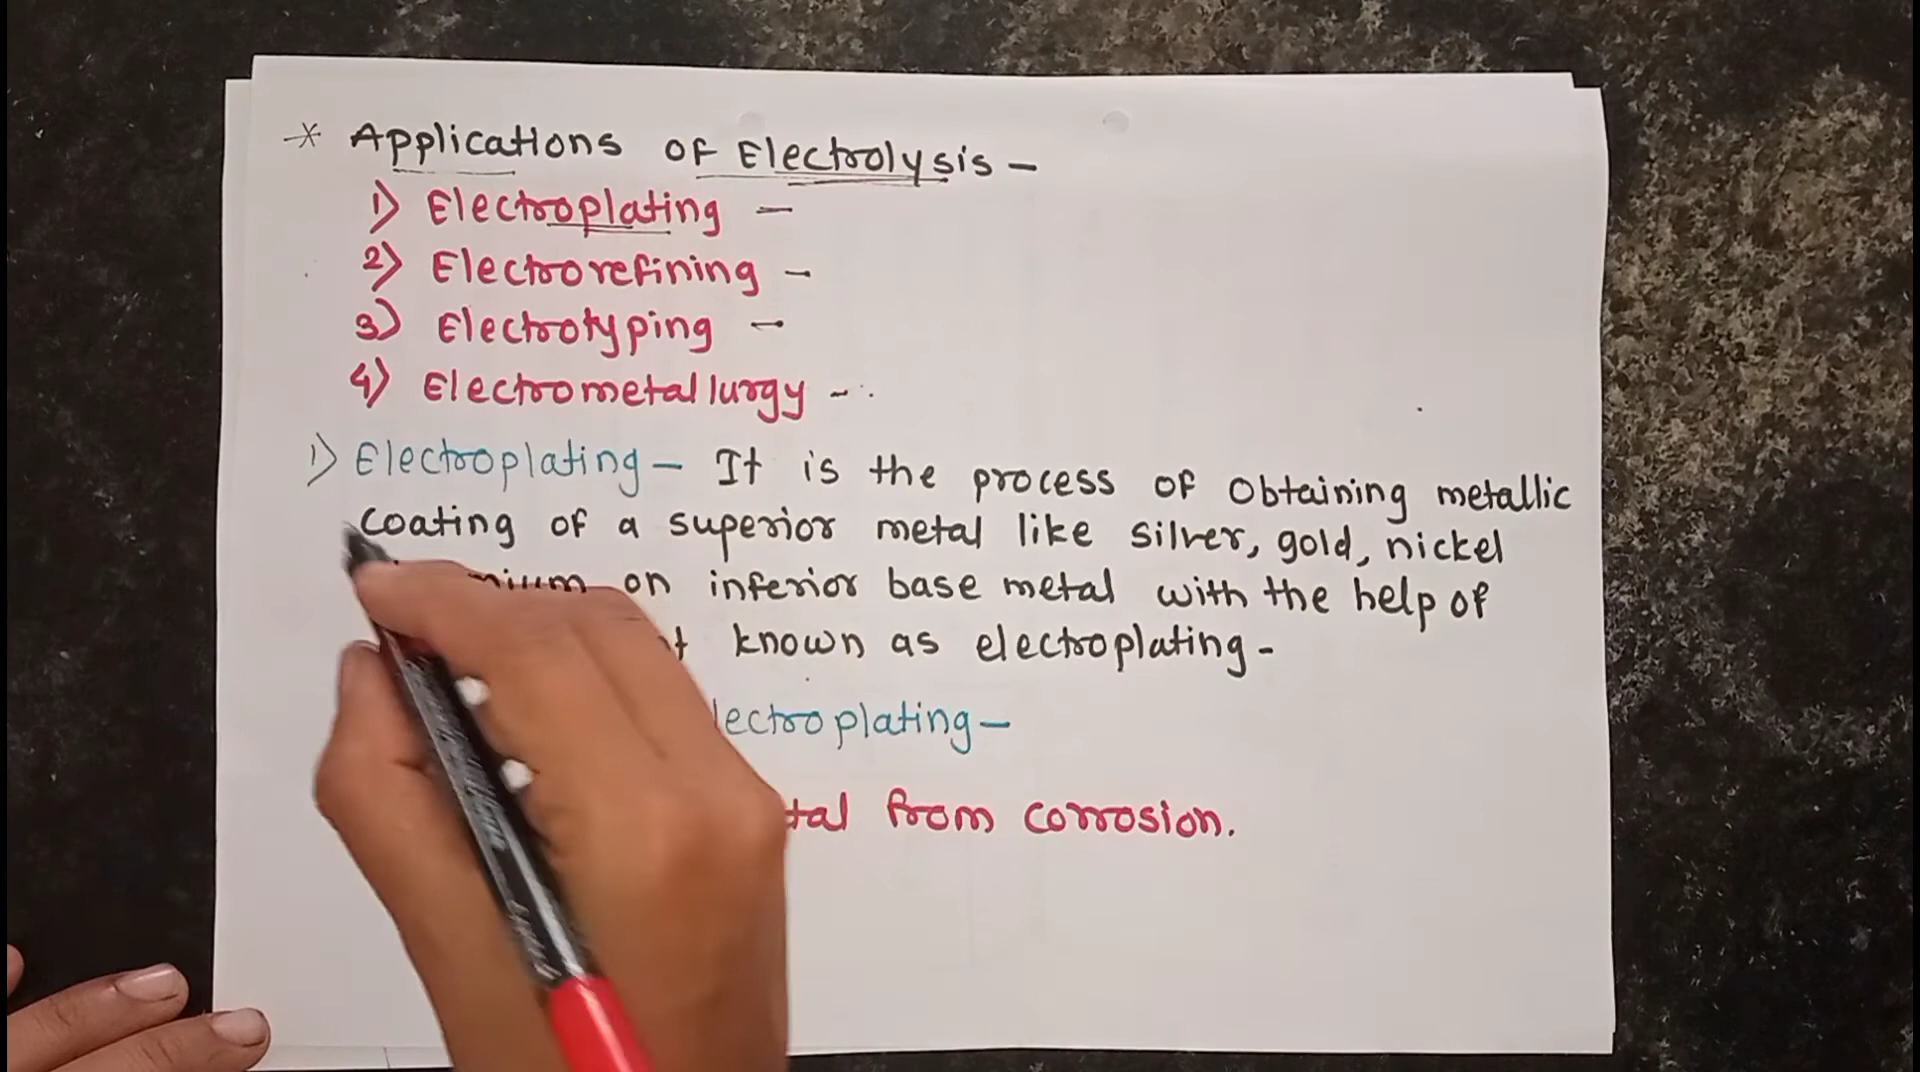 * Applications of Electrolysis -
1) Electroplating -
2) Electrorefining -
3) Electrotyping -
4) Electrometallurgy -
1) Electroplating - It is the process of obtaining metallic
coating of a superior metal like silver, gold, nickel
on inferior base metal with the help of
known as electroplating -
from corrosion.